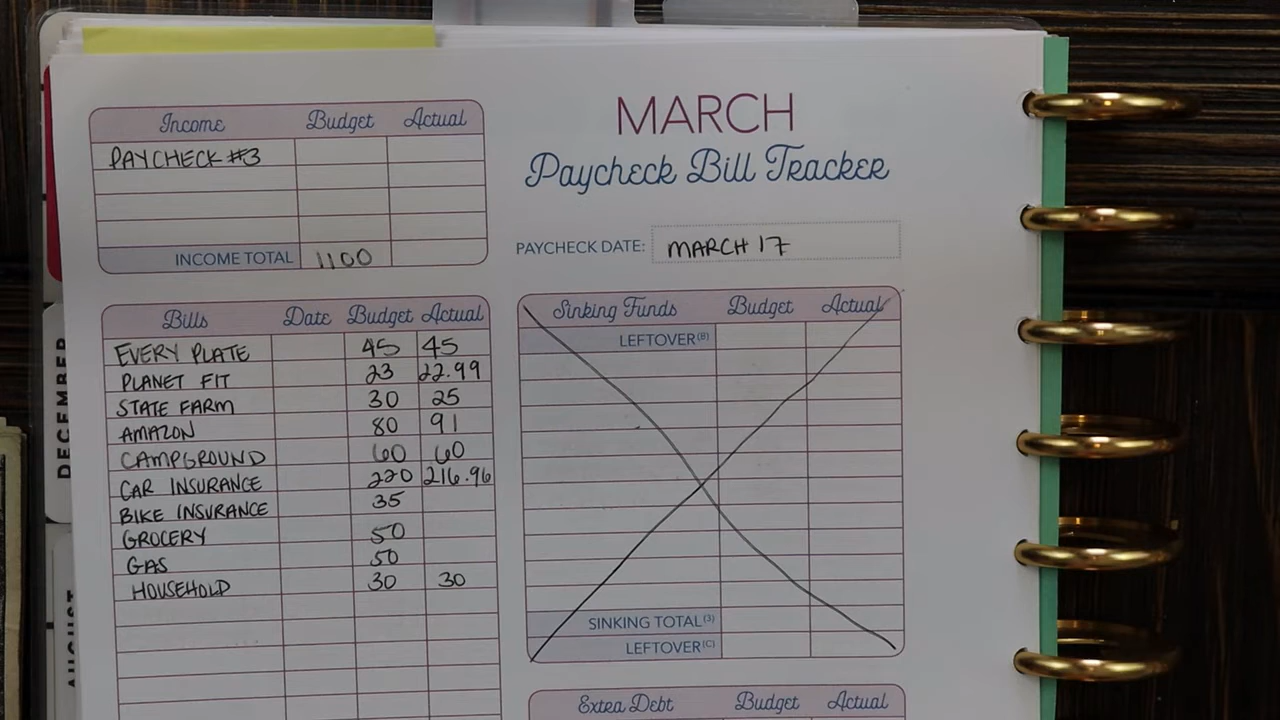 MARCH
Paycheck Bill Tracker
PAYCHECK DATE: MARCH 17
Income Budget Actual
PAYCHECK #3
INCOME TOTAL 1100
Bills Date Budget Actual
EVERY PLATE 45 45
PLANET FIT 23 22.99
STATE FARM 30 25
AMAZON 80 91
CAMPGROUND 60 60
CAR INSURANCE 220 216.96
BIKE INSURANCE 35
GROCERY 50
GAS 50
HOUSEHOLD 30 30
Sinking Funds Budget Actual
LEFTOVER (B)
SINKING TOTAL (3)
LEFTOVER (C)
Extra Debt Budget Actual
DECEMBER
AUGUST